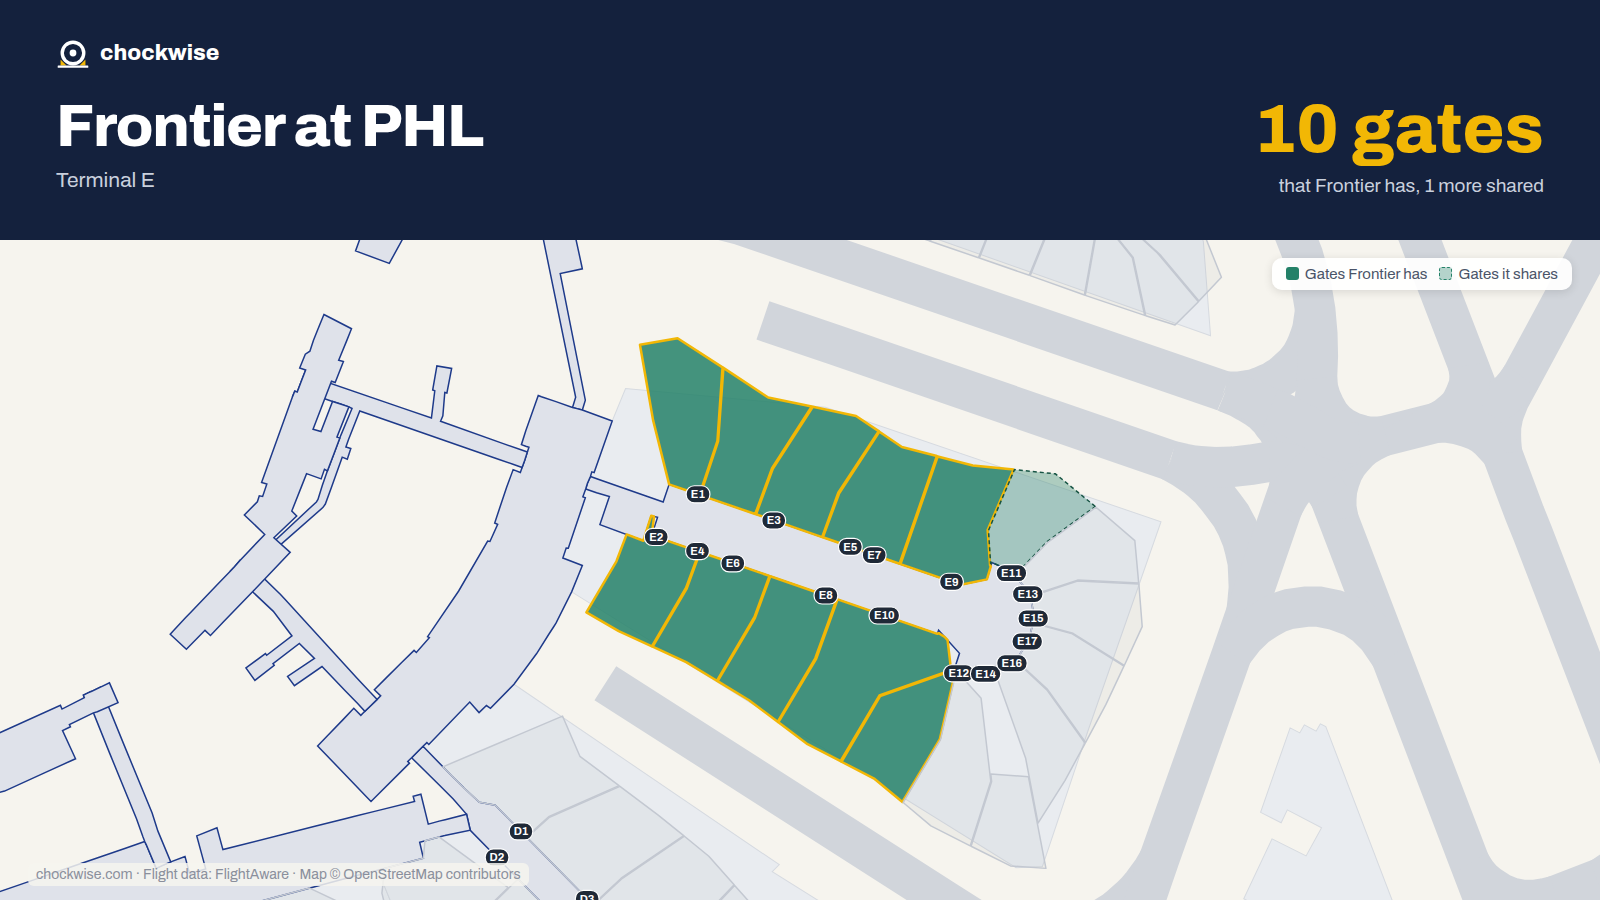 chockwise
Frontier at PHL
Terminal E
10 gates
that Frontier has, 1 more shared
Gates Frontier has
Gates it shares
E1
E3
E2
E4
E6
E5
E7
E9
E11
E8
E10
E13
E15
E17
E16
E12
E14
D1
D2
D3
chockwise.com · Flight data: FlightAware · Map © OpenStreetMap contributors